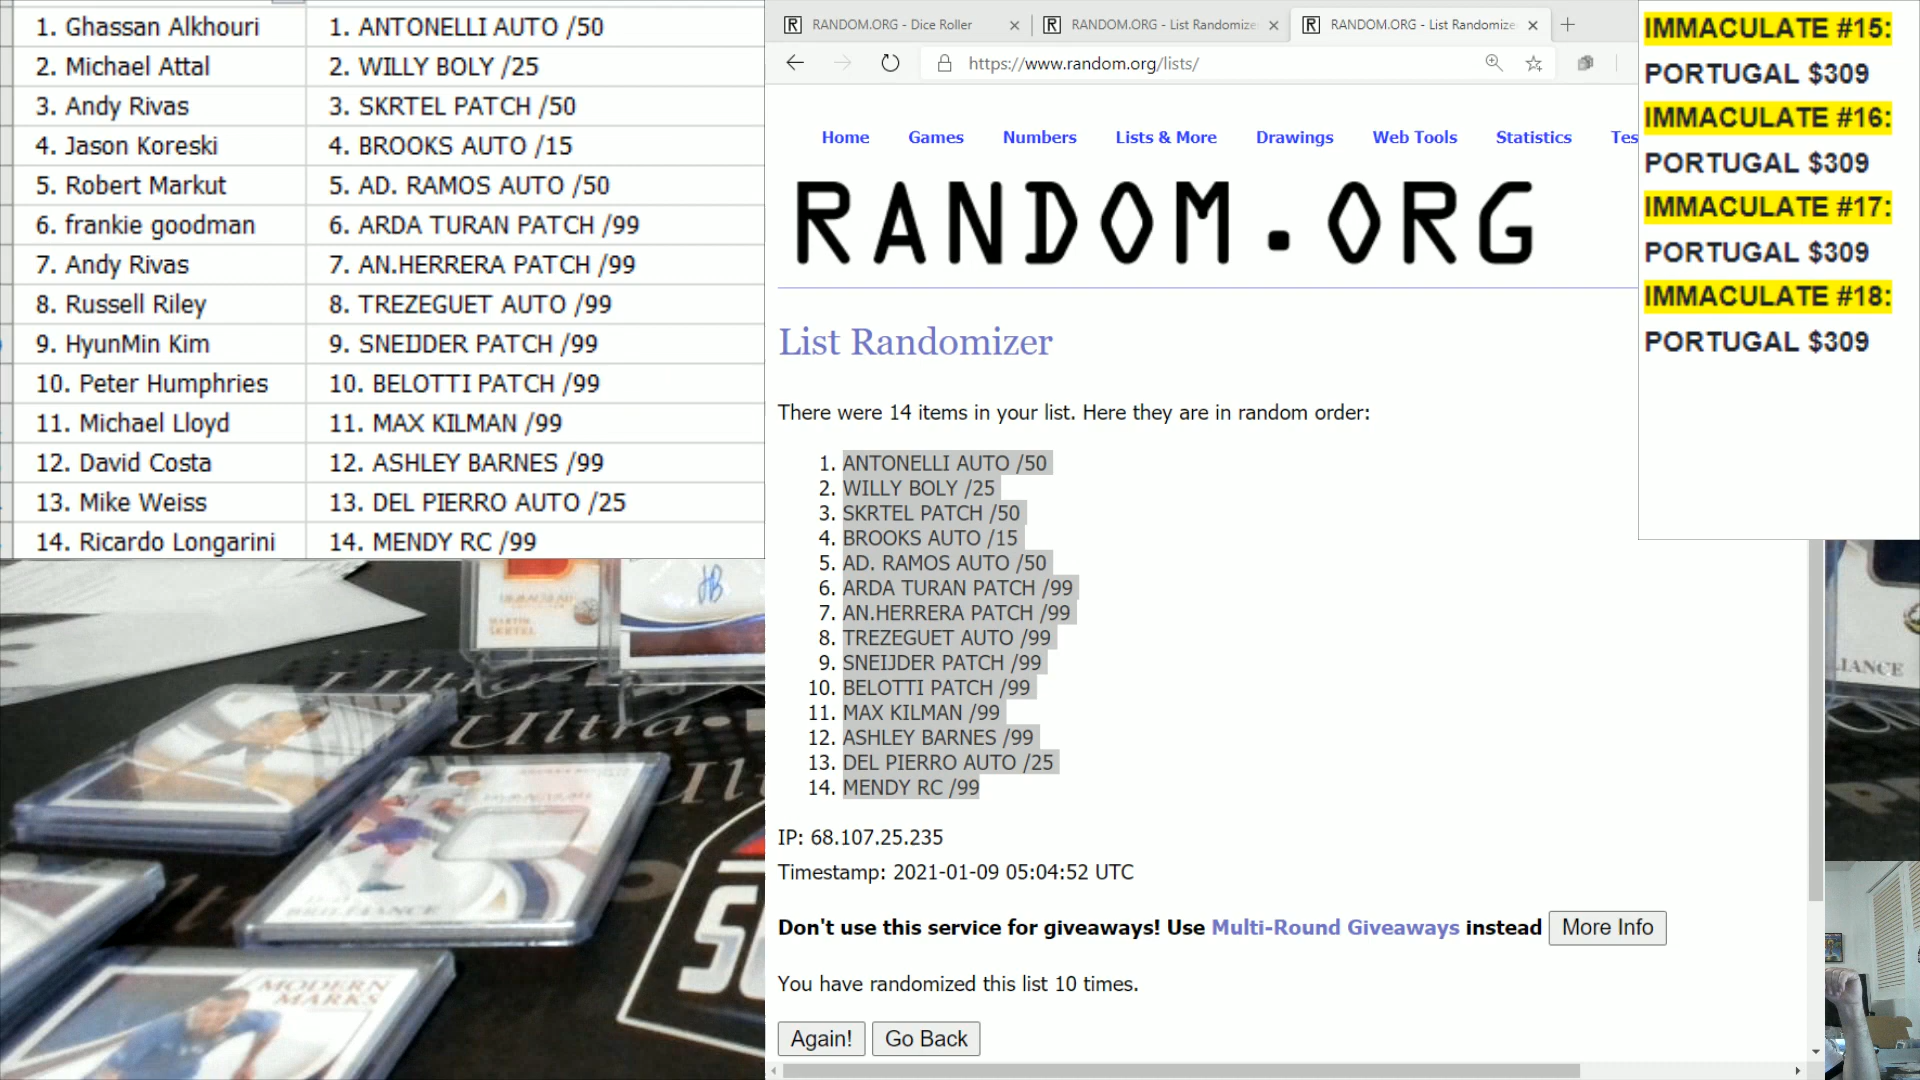 1. Ghassan Alkhouri 1. ANTONELLI AUTO /50
2. Michael Attal 2. WILLY BOLY /25
3. Andy Rivas 3. SKRTEL PATCH /50
4. Jason Koreski 4. BROOKS AUTO /15
5. Robert Markut 5. AD. RAMOS AUTO /50
6. frankie goodman 6. ARDA TURAN PATCH /99
7. Andy Rivas 7. AN.HERRERA PATCH /99
8. Russell Riley 8. TREZEGUET AUTO /99
9. HyunMin Kim 9. SNEIJDER PATCH /99
10. Peter Humphries 10. BELOTTI PATCH /99
11. Michael Lloyd 11. MAX KILMAN /99
12. David Costa 12. ASHLEY BARNES /99
13. Mike Weiss 13. DEL PIERRO AUTO /25
14. Ricardo Longarini 14. MENDY RC /99
RANDOM.ORG - Dice Roller
RANDOM.ORG - List Randomize
RANDOM.ORG - List Randomize
https://www.random.org/lists/
Home Games Numbers Lists & More Drawings Web Tools Statistics Tes
RANDOM.ORG
List Randomizer
There were 14 items in your list. Here they are in random order:
1. ANTONELLI AUTO /50
2. WILLY BOLY /25
3. SKRTEL PATCH /50
4. BROOKS AUTO /15
5. AD. RAMOS AUTO /50
6. ARDA TURAN PATCH /99
7. AN.HERRERA PATCH /99
8. TREZEGUET AUTO /99
9. SNEIJDER PATCH /99
10. BELOTTI PATCH /99
11. MAX KILMAN /99
12. ASHLEY BARNES /99
13. DEL PIERRO AUTO /25
14. MENDY RC /99
IP: 68.107.25.235
Timestamp: 2021-01-09 05:04:52 UTC
Don't use this service for giveaways! Use Multi-Round Giveaways instead More Info
You have randomized this list 10 times.
Again! Go Back
IMMACULATE #15:
PORTUGAL $309
IMMACULATE #16:
PORTUGAL $309
IMMACULATE #17:
PORTUGAL $309
IMMACULATE #18:
PORTUGAL $309
MARTIN
SKRTEL
Ultra
BRILLIANCE
MODERN
MARKS
LIANCE